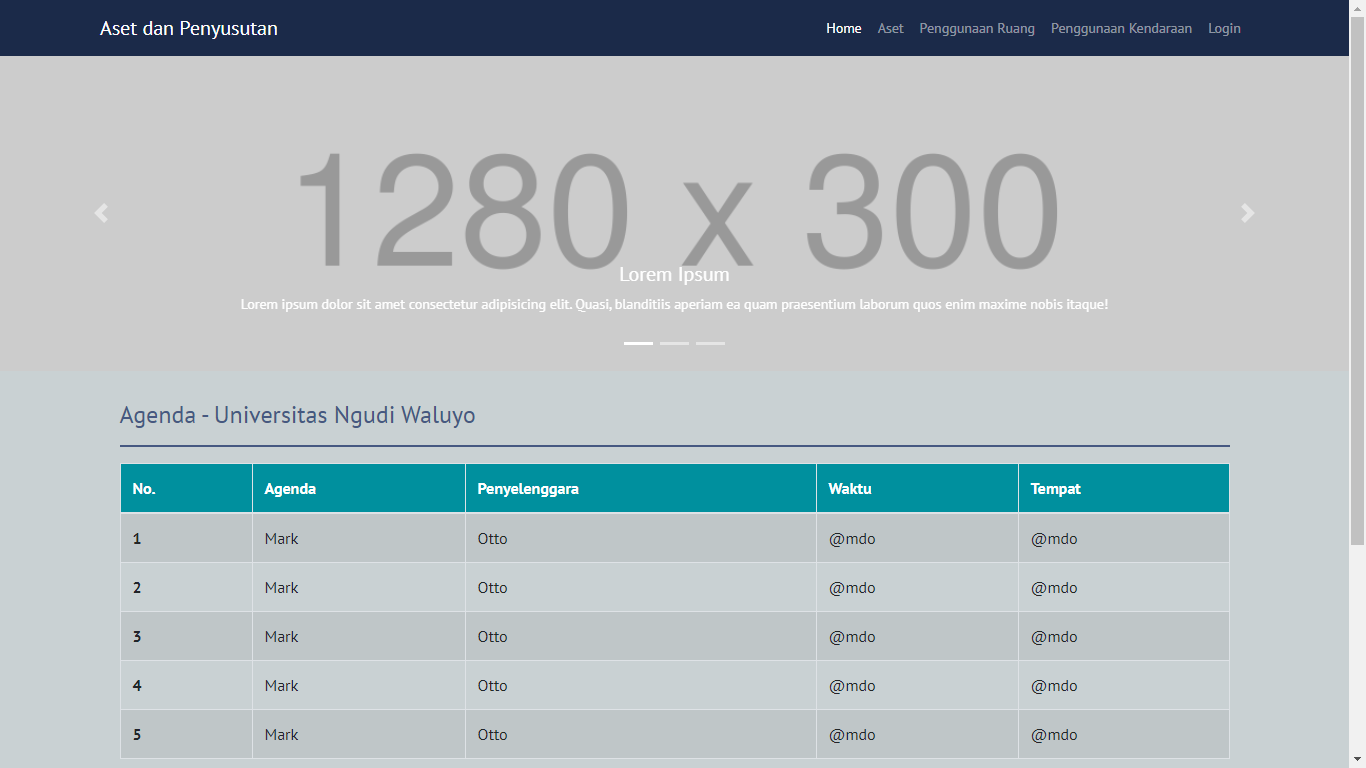 Aset dan Penyusutan
Home Aset Penggunaan Ruang Penggunaan Kendaraan Login
1280 x 300
Lorem Ipsum
Lorem ipsum dolor sit amet consectetur adipisicing elit. Quasi, blanditiis aperiam ea quam praesentium laborum quos enim maxime nobis itaque!
Agenda - Universitas Ngudi Waluyo
No. Agenda Penyelenggara Waktu Tempat
1 Mark Otto @mdo @mdo
2 Mark Otto @mdo @mdo
3 Mark Otto @mdo @mdo
4 Mark Otto @mdo @mdo
5 Mark Otto @mdo @mdo